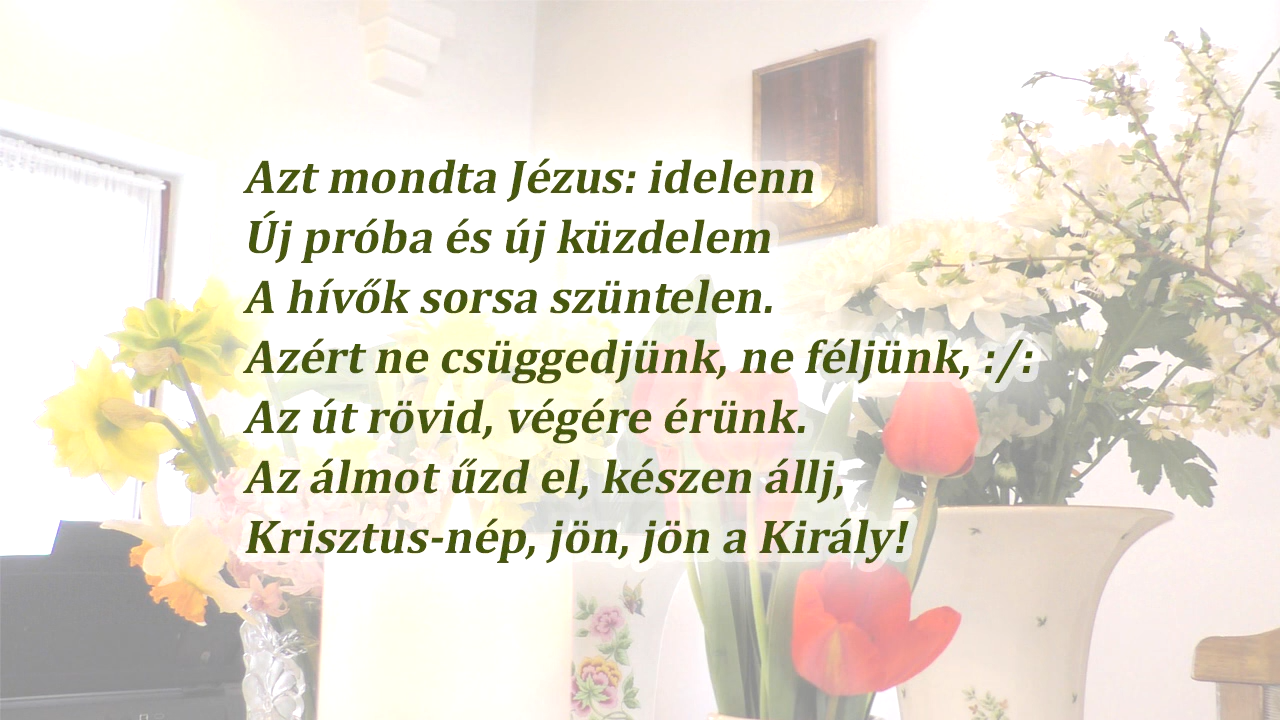 Azt mondta Jézus: idelenn
Új próba és új küzdelem
A hívők sorsa szüntelen.
Azért ne csüggedjünk, ne féljünk, :/:
Az út rövid, végére érünk.
Az álmot űzd el, készen állj,
Krisztus-nép, jön, jön a Király!